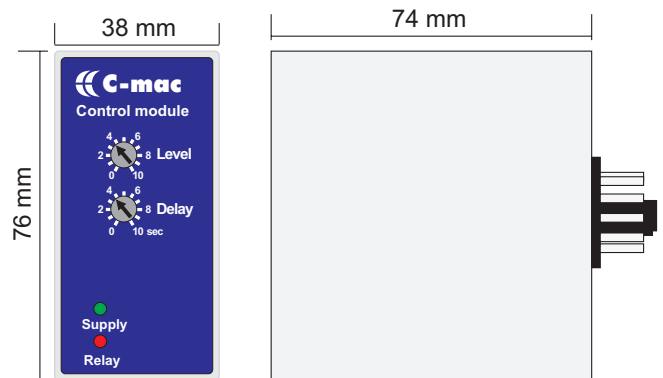 38 mm
74 mm
76 mm
C-mac
Control module
4 6
2 8 Level
0 10
4 6
2 8 Delay
0 10 sec
Supply
Relay